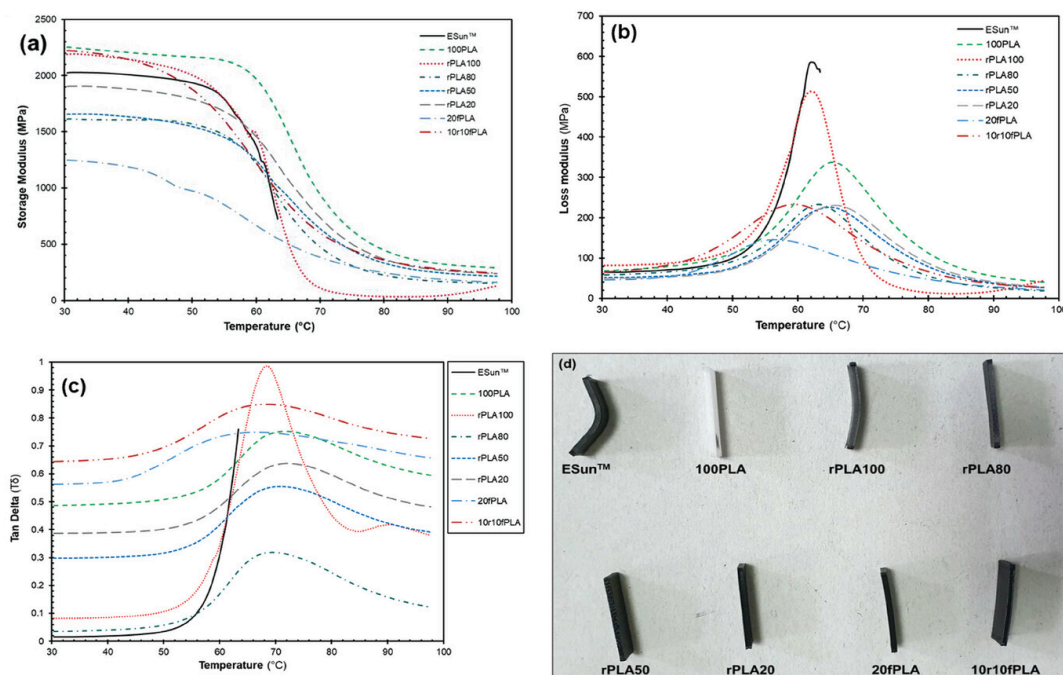 (a)
2500
2000
1500
1000
500
0
30 40 50 60 70 80 90 100
Storage Modulus (MPa)
Temperature (°C)
ESun™
100PLA
rPLA100
rPLA80
rPLA50
rPLA20
20fPLA
10r10fPLA
(b)
700
600
500
400
300
200
100
0
30 40 50 60 70 80 90 100
Loss modulus (MPa)
Temperature (°C)
ESun™
100PLA
rPLA100
rPLA80
rPLA50
rPLA20
20fPLA
10r10fPLA
(c)
1
0.9
0.8
0.7
0.6
0.5
0.4
0.3
0.2
0.1
0
30 40 50 60 70 80 90 100
Tan Delta (Tδ)
Temperature (°C)
ESun™
100PLA
rPLA100
rPLA80
rPLA50
rPLA20
20fPLA
10r10fPLA
(d)
ESun™ 100PLA rPLA100 rPLA80
rPLA50 rPLA20 20fPLA 10r10fPLA